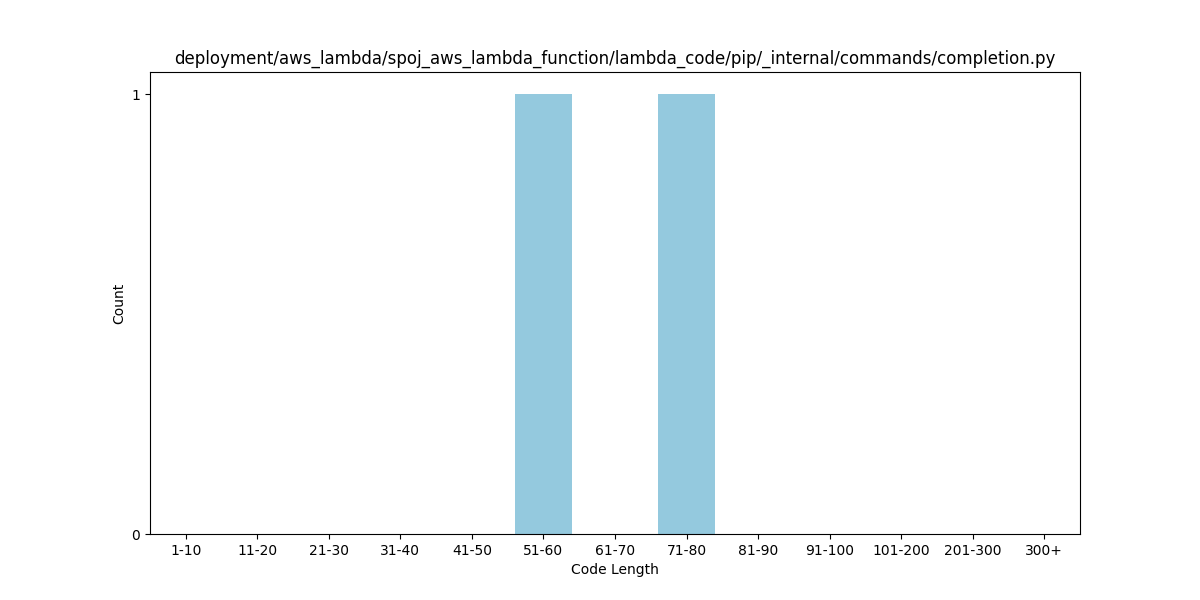 deployment/aws_lambda/spoj_aws_lambda_function/lambda_code/pip/_internal/commands/completion.py
1
Count
0
1-10 11-20 21-30 31-40 41-50 51-60 61-70 71-80 81-90 91-100 101-200 201-300 300+
Code Length